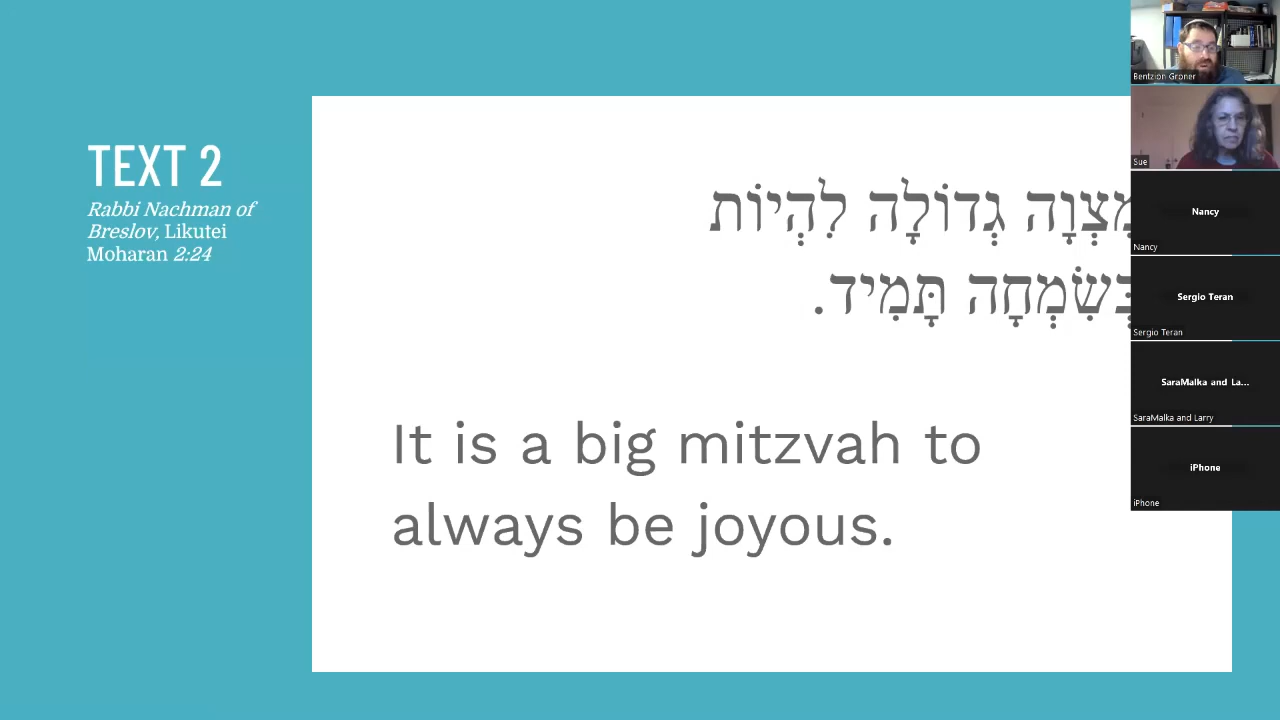 TEXT 2
Rabbi Nachman of
Breslov, Likutei
Moharan 2:24
מִצְוָה גְדוֹלָה לִהְיוֹת
בְּשִׂמְחָה תָּמִיד.
It is a big mitzvah to
always be joyous.
Bentzion Groner
Sue
Nancy
Nancy
Sergio Teran
Sergio Teran
SaraMalka and La...
SaraMalka and Larry
iPhone
iPhone